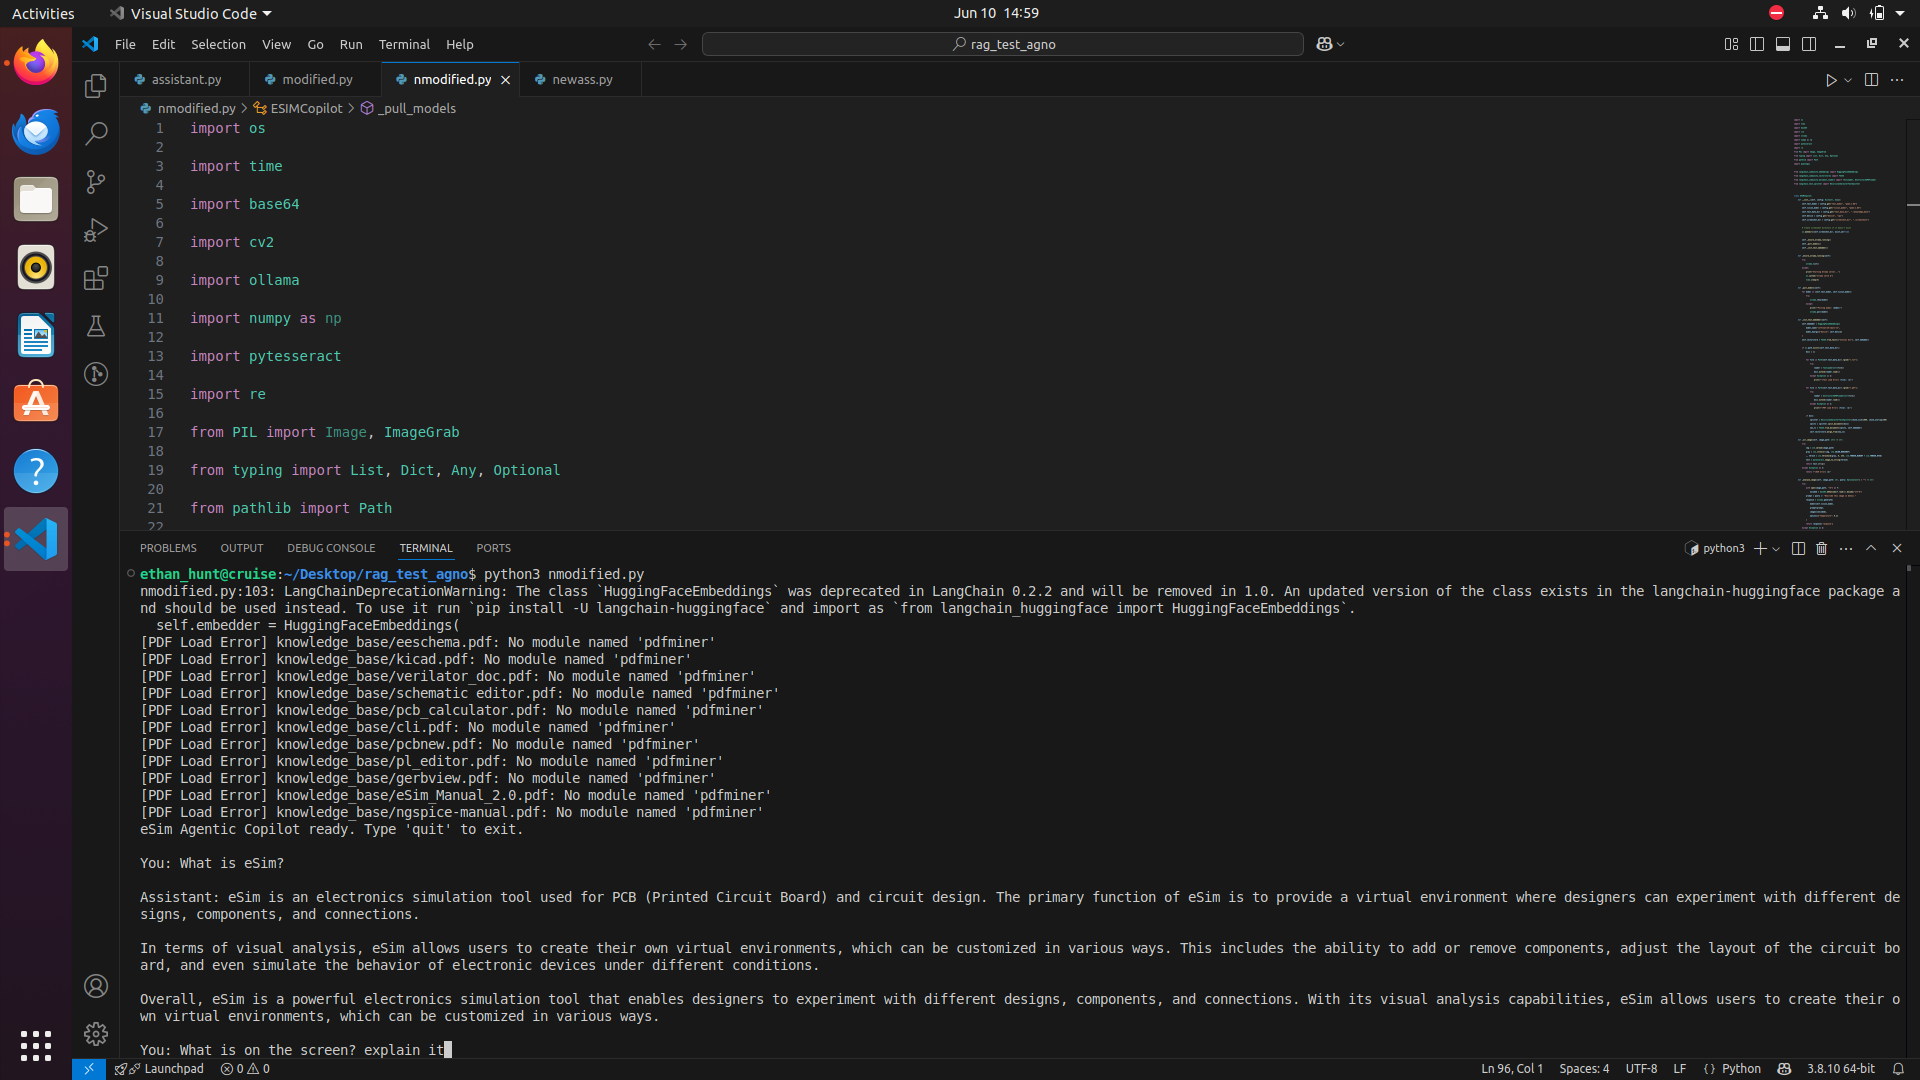 Activities
Visual Studio Code
Jun 10 14:59
File Edit Selection View Go Run Terminal Help
rag_test_agno
assistant.py
modified.py
nmodified.py
newass.py
nmodified.py > ESIMCopilot > _pull_models
1 import os
2
3 import time
4
5 import base64
6
7 import cv2
8
9 import ollama
10
11 import numpy as np
12
13 import pytesseract
14
15 import re
16
17 from PIL import Image, ImageGrab
18
19 from typing import List, Dict, Any, Optional
20
21 from pathlib import Path
22
PROBLEMS OUTPUT DEBUG CONSOLE TERMINAL PORTS
python3
ethan_hunt@cruise:~/Desktop/rag_test_agno$ python3 nmodified.py
nmodified.py:103: LangChainDeprecationWarning: The class `HuggingFaceEmbeddings` was deprecated in LangChain 0.2.2 and will be removed in 1.0. An updated version of the class exists in the langchain-huggingface package a
nd should be used instead. To use it run `pip install -U langchain-huggingface` and import as `from langchain_huggingface import HuggingFaceEmbeddings`.
self.embedder = HuggingFaceEmbeddings(
[PDF Load Error] knowledge_base/eeschema.pdf: No module named 'pdfminer'
[PDF Load Error] knowledge_base/kicad.pdf: No module named 'pdfminer'
[PDF Load Error] knowledge_base/verilator_doc.pdf: No module named 'pdfminer'
[PDF Load Error] knowledge_base/schematic editor.pdf: No module named 'pdfminer'
[PDF Load Error] knowledge_base/pcb_calculator.pdf: No module named 'pdfminer'
[PDF Load Error] knowledge_base/cli.pdf: No module named 'pdfminer'
[PDF Load Error] knowledge_base/pcbnew.pdf: No module named 'pdfminer'
[PDF Load Error] knowledge_base/pl_editor.pdf: No module named 'pdfminer'
[PDF Load Error] knowledge_base/gerbview.pdf: No module named 'pdfminer'
[PDF Load Error] knowledge_base/eSim_Manual_2.0.pdf: No module named 'pdfminer'
[PDF Load Error] knowledge_base/ngspice-manual.pdf: No module named 'pdfminer'
eSim Agentic Copilot ready. Type 'quit' to exit.
You: What is eSim?
Assistant: eSim is an electronics simulation tool used for PCB (Printed Circuit Board) and circuit design. The primary function of eSim is to provide a virtual environment where designers can experiment with different de
signs, components, and connections.
In terms of visual analysis, eSim allows users to create their own virtual environments, which can be customized in various ways. This includes the ability to add or remove components, adjust the layout of the circuit bo
ard, and even simulate the behavior of electronic devices under different conditions.
Overall, eSim is a powerful electronics simulation tool that enables designers to experiment with different designs, components, and connections. With its visual analysis capabilities, eSim allows users to create their o
wn virtual environments, which can be customized in various ways.
You: What is on the screen? explain it
Launchpad 0 0 Ln 96, Col 1 Spaces: 4 UTF-8 LF {} Python 3.8.10 64-bit